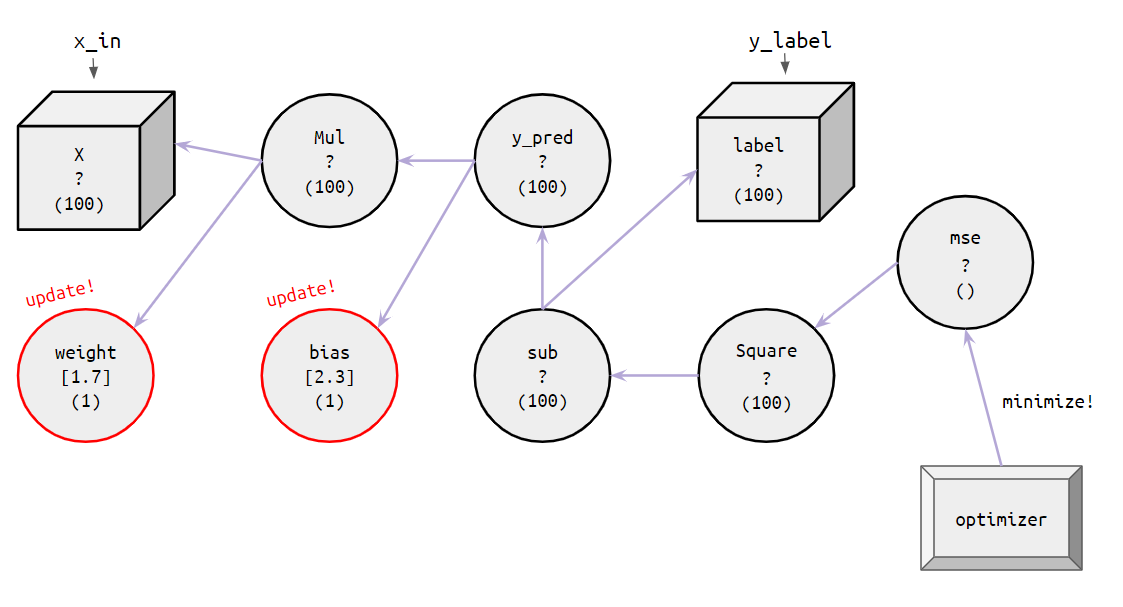 x_in
y_label
X
?
(100)
Mul
?
(100)
y_pred
?
(100)
label
?
(100)
mse
?
()
update!
weight
[1.7]
(1)
update!
bias
[2.3]
(1)
sub
?
(100)
Square
?
(100)
minimize!
optimizer